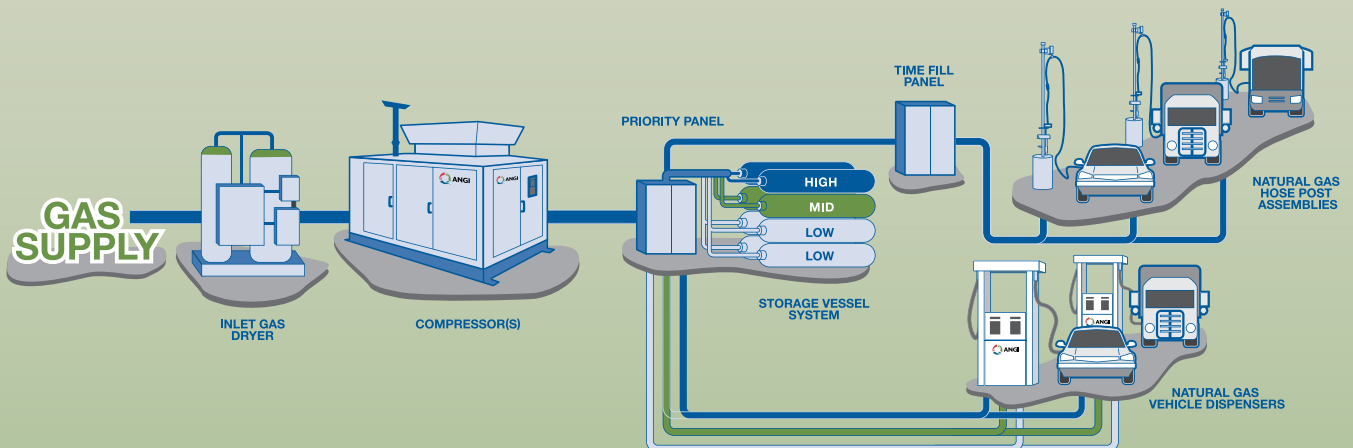 GAS
SUPPLY
INLET GAS
DRYER
ANGI
ANGI
COMPRESSOR(S)
PRIORITY PANEL
HIGH
MID
LOW
LOW
STORAGE VESSEL
SYSTEM
TIME FILL
PANEL
NATURAL GAS
HOSE POST
ASSEMBLIES
ANGI
ANGI
NATURAL GAS
VEHICLE DISPENSERS